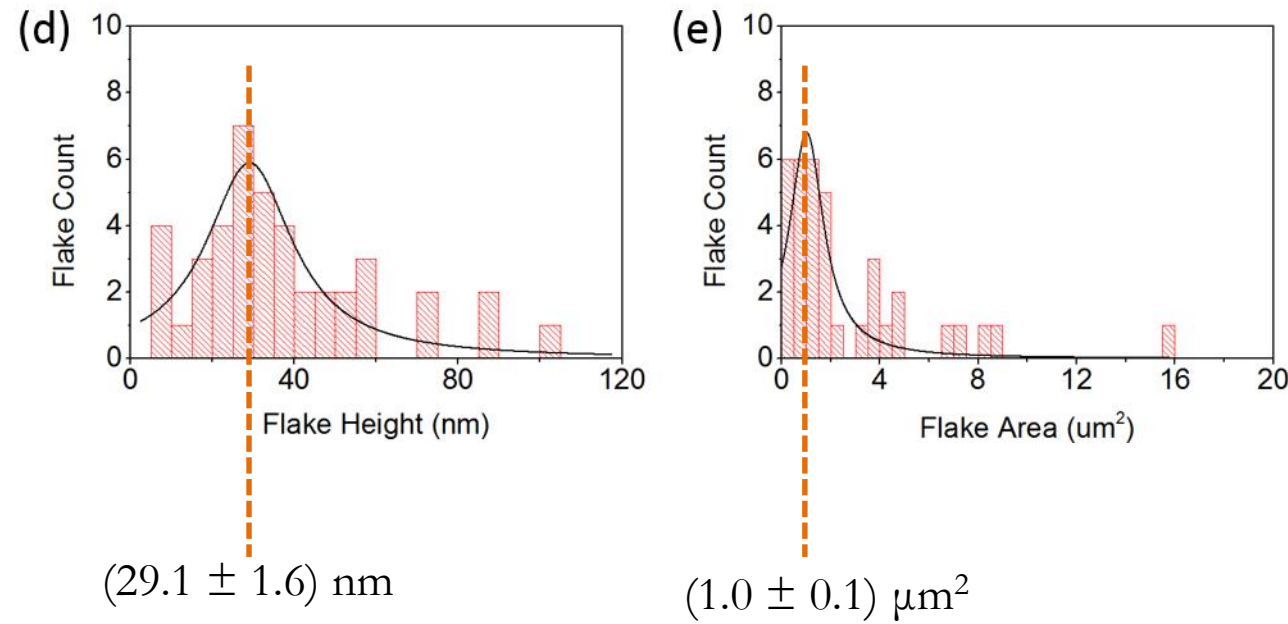 (d)
10
8
6
4
2
0
Flake Count
0 40 80 120
Flake Height (nm)
(29.1 ± 1.6) nm
(e)
10
8
6
4
2
0
Flake Count
0 4 8 12 16 20
Flake Area (um²)
(1.0 ± 0.1) μm²